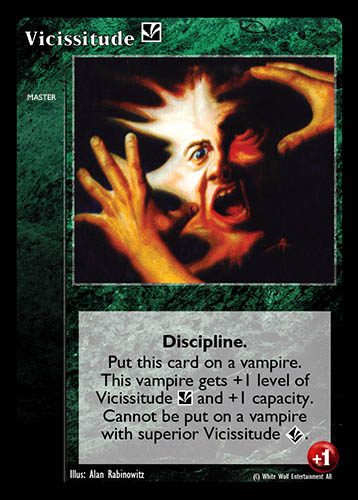 Vicissitude
MASTER
Discipline.
Put this card on a vampire.
This vampire gets +1 level of
Vicissitude and +1 capacity.
Cannot be put on a vampire
with superior Vicissitude .
+1
Illus: Alan Rabinowitz
(C) White Wolf Entertainment AB